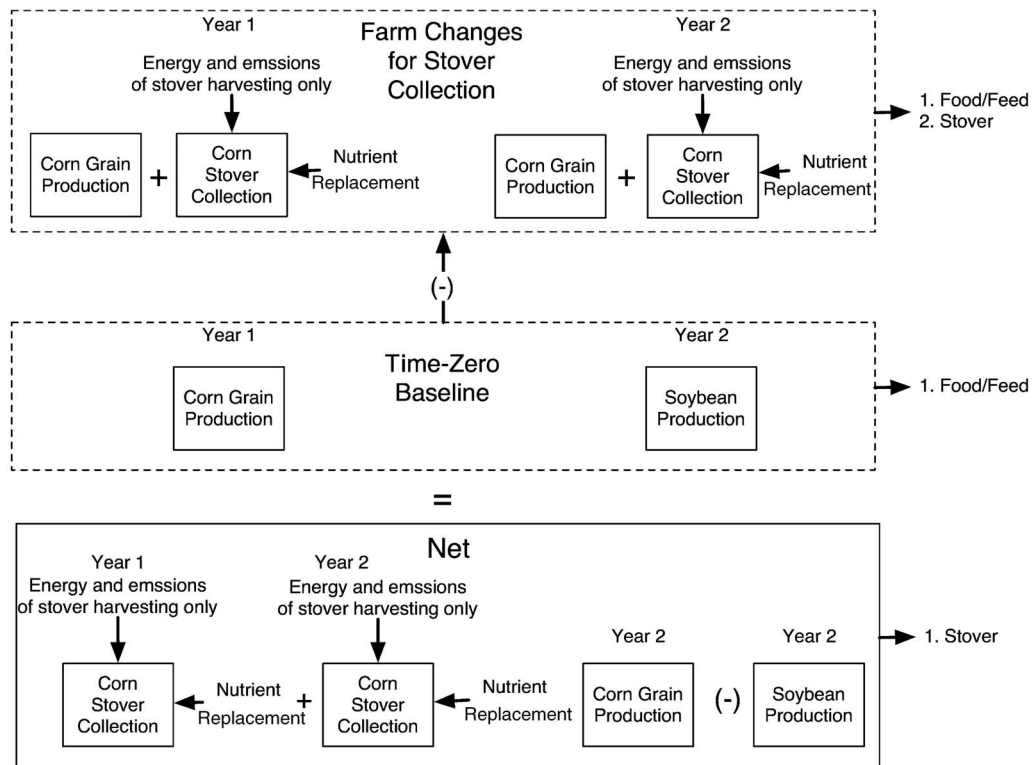 Year 1
Farm Changes
for Stover
Collection
Year 2
Energy and emssions
of stover harvesting only
Energy and emssions
of stover harvesting only
Corn Grain
Production
+
Corn
Stover
Collection
Nutrient
Replacement
Corn Grain
Production
+
Corn
Stover
Collection
Nutrient
Replacement
1. Food/Feed
2. Stover
(-)
Year 1
Time-Zero
Baseline
Year 2
Corn Grain
Production
Soybean
Production
1. Food/Feed
=
Net
Year 1
Energy and emssions
of stover harvesting only
Year 2
Energy and emssions
of stover harvesting only
Corn
Stover
Collection
Nutrient
Replacement
+
Corn
Stover
Collection
Nutrient
Replacement
Year 2
Corn Grain
Production
(-)
Year 2
Soybean
Production
1. Stover